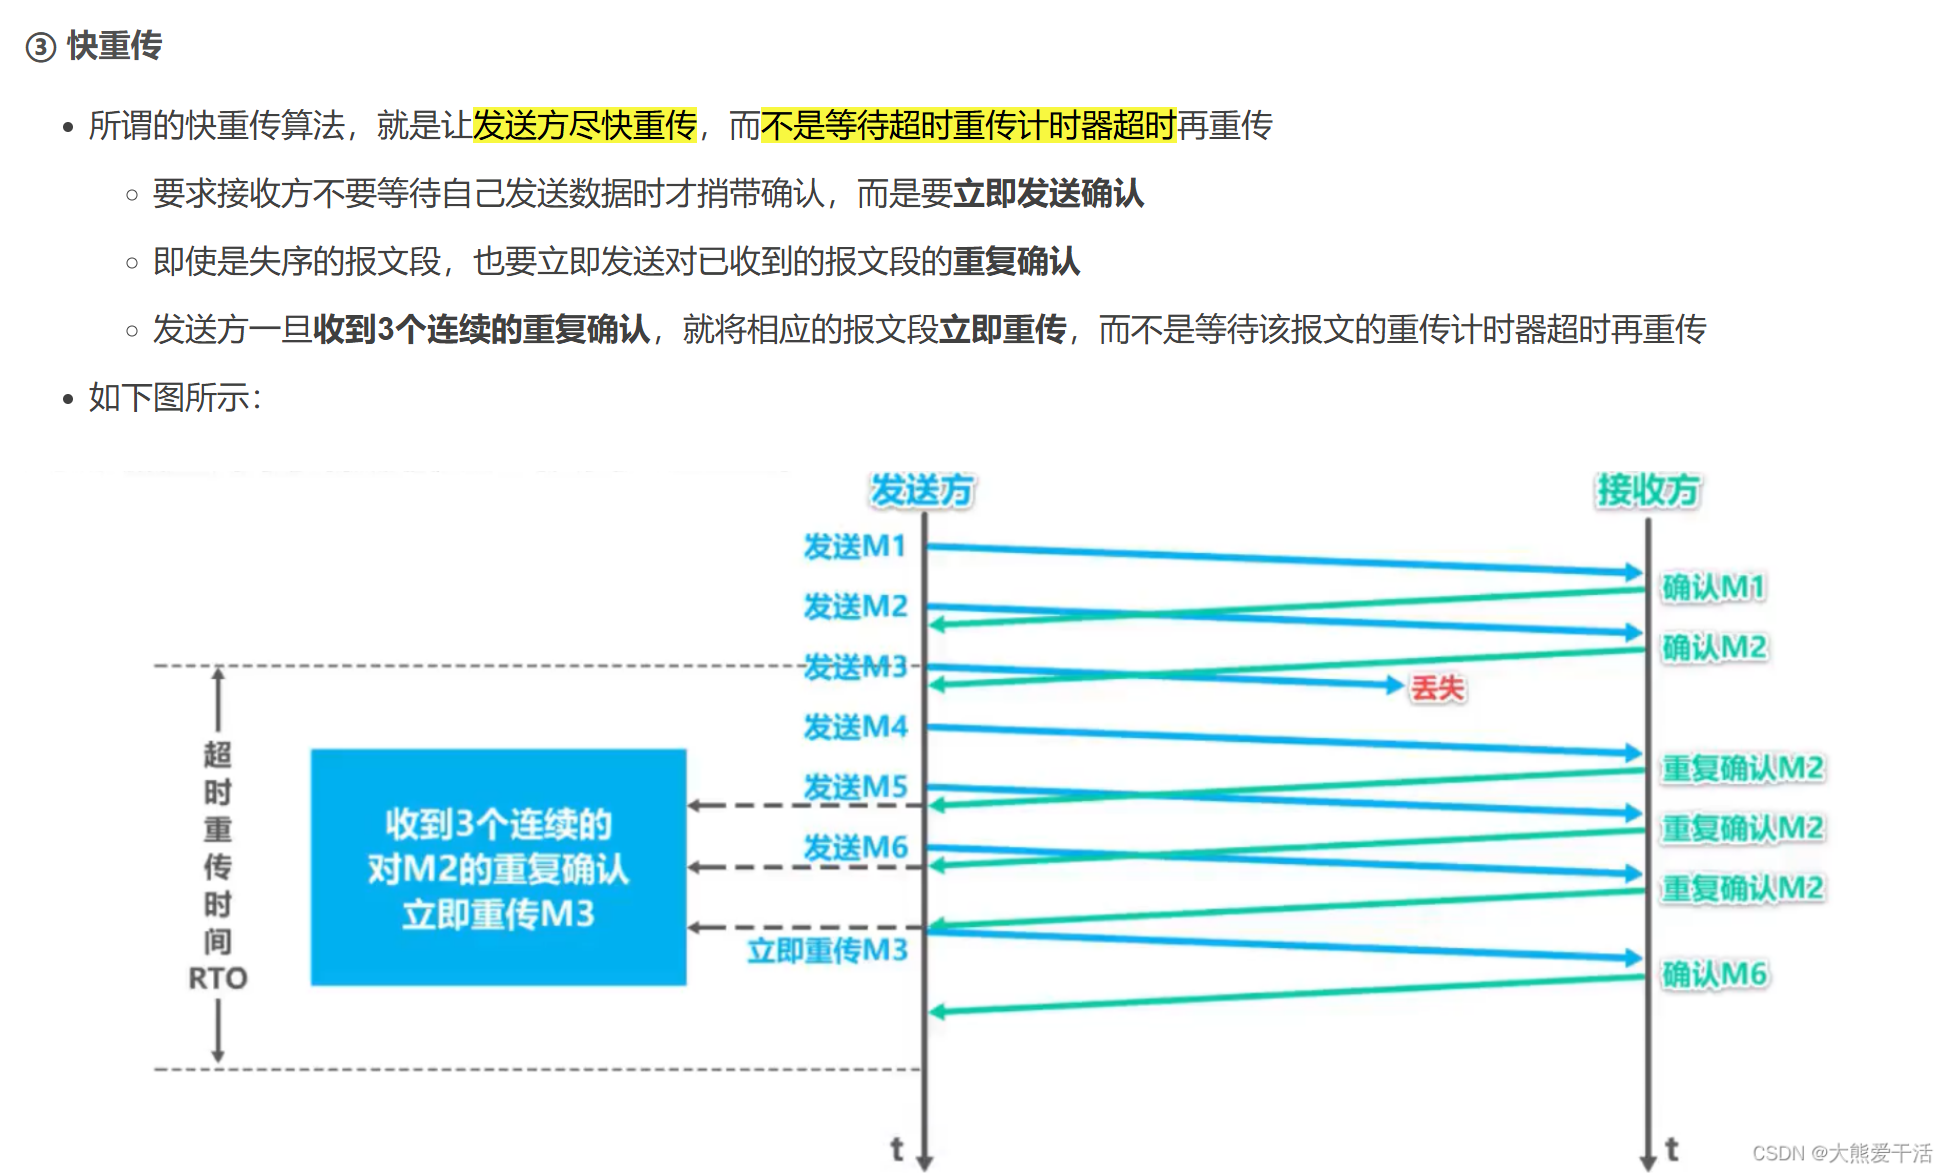 ③ 快重传
所谓的快重传算法，就是让发送方尽快重传，而不是等待超时重传计时器超时再重传
要求接收方不要等待自己发送数据时才捎带确认，而是要立即发送确认
即使是失序的报文段，也要立即发送对已收到的报文段的重复确认
发送方一旦收到3个连续的重复确认，就将相应的报文段立即重传，而不是等待该报文的重传计时器超时再重传
如下图所示：
发送方
接收方
发送M1
确认M1
发送M2
确认M2
发送M3
丢失
发送M4
重复确认M2
发送M5
重复确认M2
发送M6
重复确认M2
立即重传M3
确认M6
超
时
重
传
时
间
RTO
收到3个连续的
对M2的重复确认
立即重传M3
t
t
CSDN @大熊爱干活